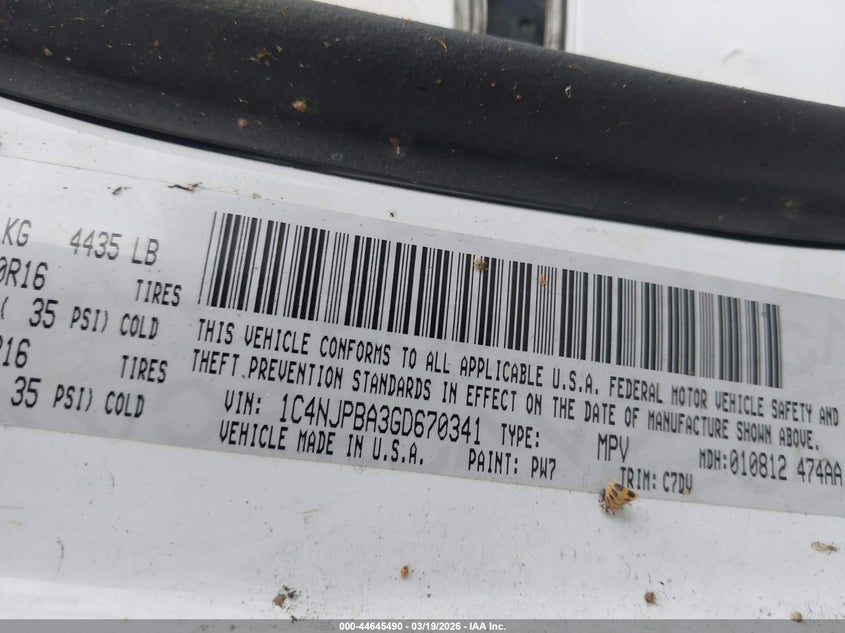 KG 4435 LB
0R16 TIRES
( 35 PSI) COLD
R16 TIRES
35 PSI) COLD
THIS VEHICLE CONFORMS TO ALL APPLICABLE U.S.A. FEDERAL MOTOR VEHICLE SAFETY AND
THEFT PREVENTION STANDARDS IN EFFECT ON THE DATE OF MANUFACTURE SHOWN ABOVE.
VIN: 1C4NJPBA3GD670341 TYPE: MPV MDH:010812 474AA
VEHICLE MADE IN U.S.A. PAINT: PW7 TRIM: C7DV
000-44645490 - 03/19/2026 - IAA Inc.